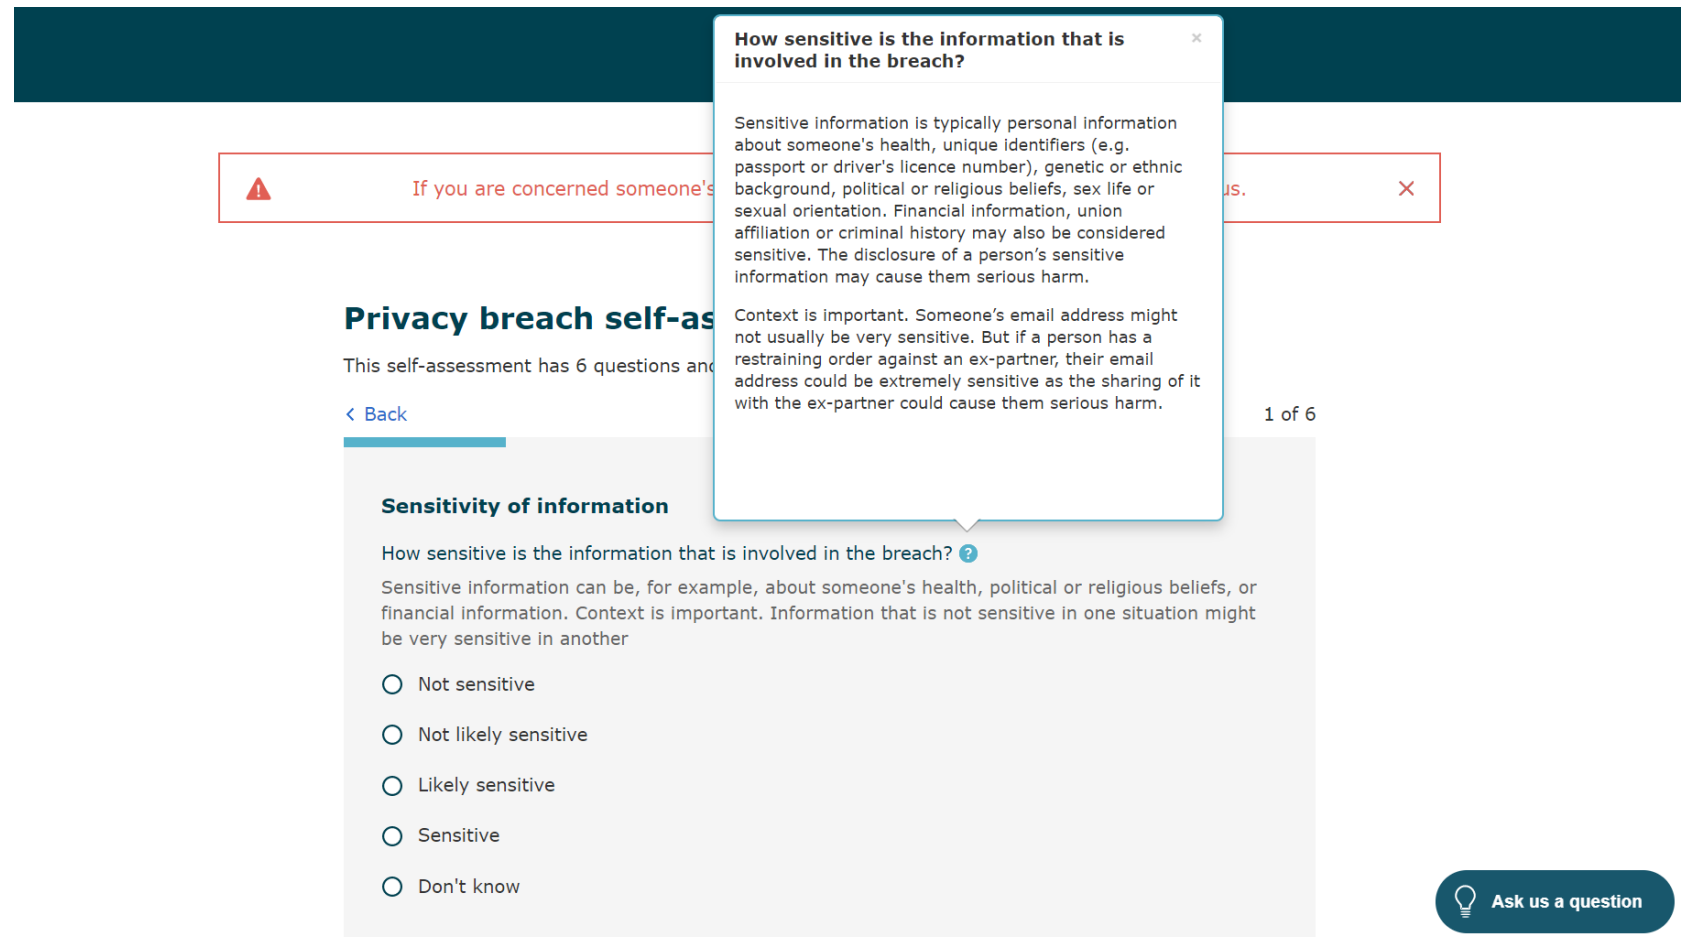 How sensitive is the information that is
involved in the breach?
×
Sensitive information is typically personal information
about someone's health, unique identifiers (e.g.
passport or driver's licence number), genetic or ethnic
background, political or religious beliefs, sex life or
sexual orientation. Financial information, union
affiliation or criminal history may also be considered
sensitive. The disclosure of a person’s sensitive
information may cause them serious harm.
Context is important. Someone’s email address might
not usually be very sensitive. But if a person has a
restraining order against an ex-partner, their email
address could be extremely sensitive as the sharing of it
with the ex-partner could cause them serious harm.
If you are concerned someone's us.
Privacy breach self-as
This self-assessment has 6 questions and
Back
1 of 6
Sensitivity of information
How sensitive is the information that is involved in the breach? ?
Sensitive information can be, for example, about someone's health, political or religious beliefs, or
financial information. Context is important. Information that is not sensitive in one situation might
be very sensitive in another
Not sensitive
Not likely sensitive
Likely sensitive
Sensitive
Don't know
Ask us a question